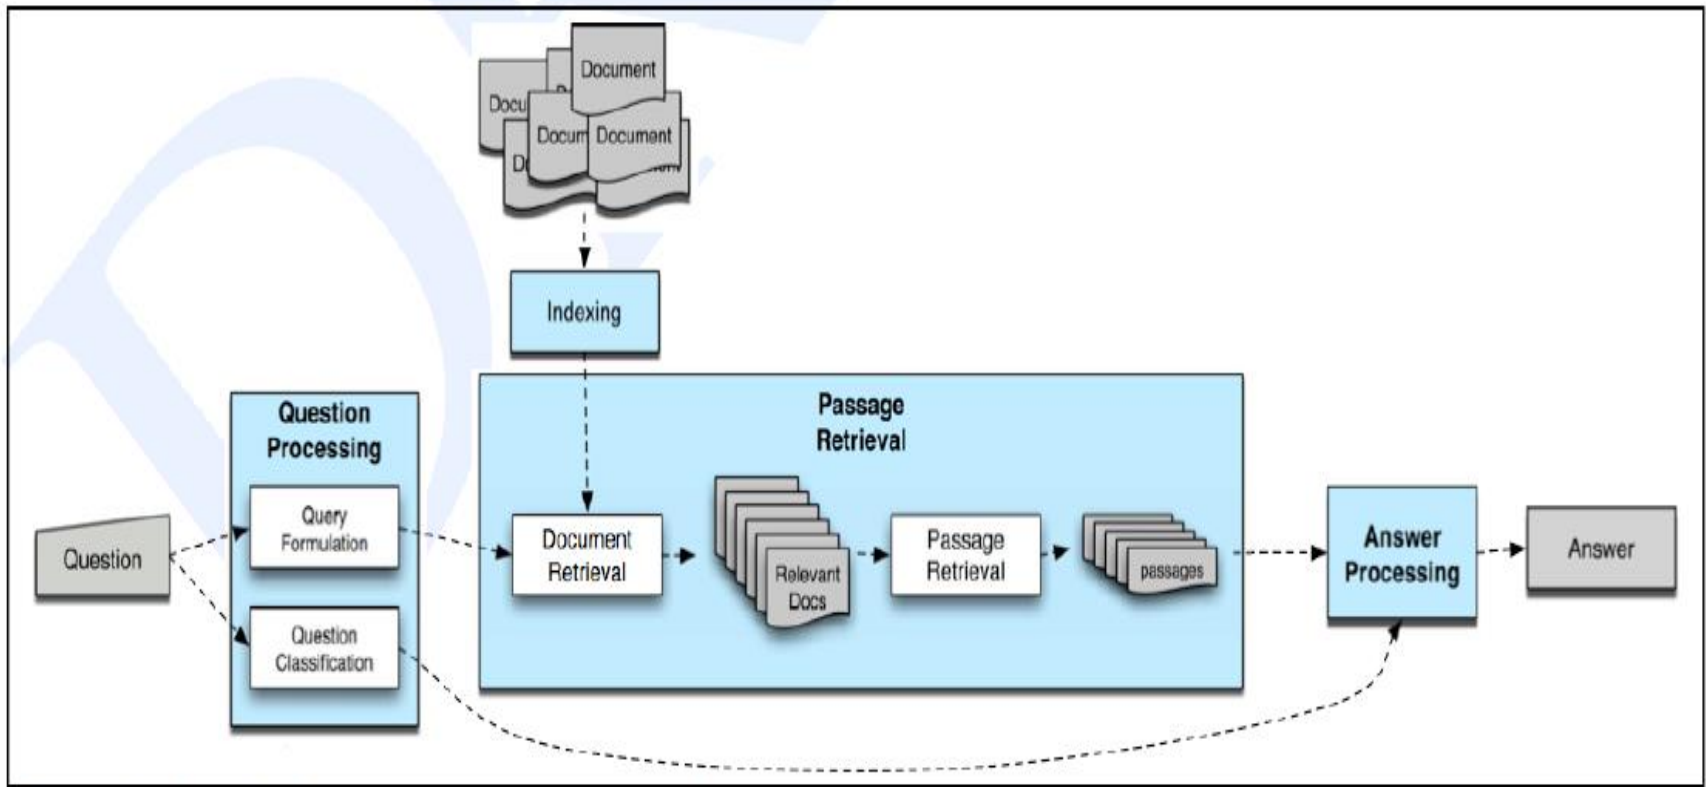 Document
Docu
Docum
Document
D
Indexing
Question
Processing
Passage
Retrieval
Query
Formulation
Question
Document
Retrieval
Relevant
Docs
Passage
Retrieval
passages
Answer
Processing
Answer
Question
Classification